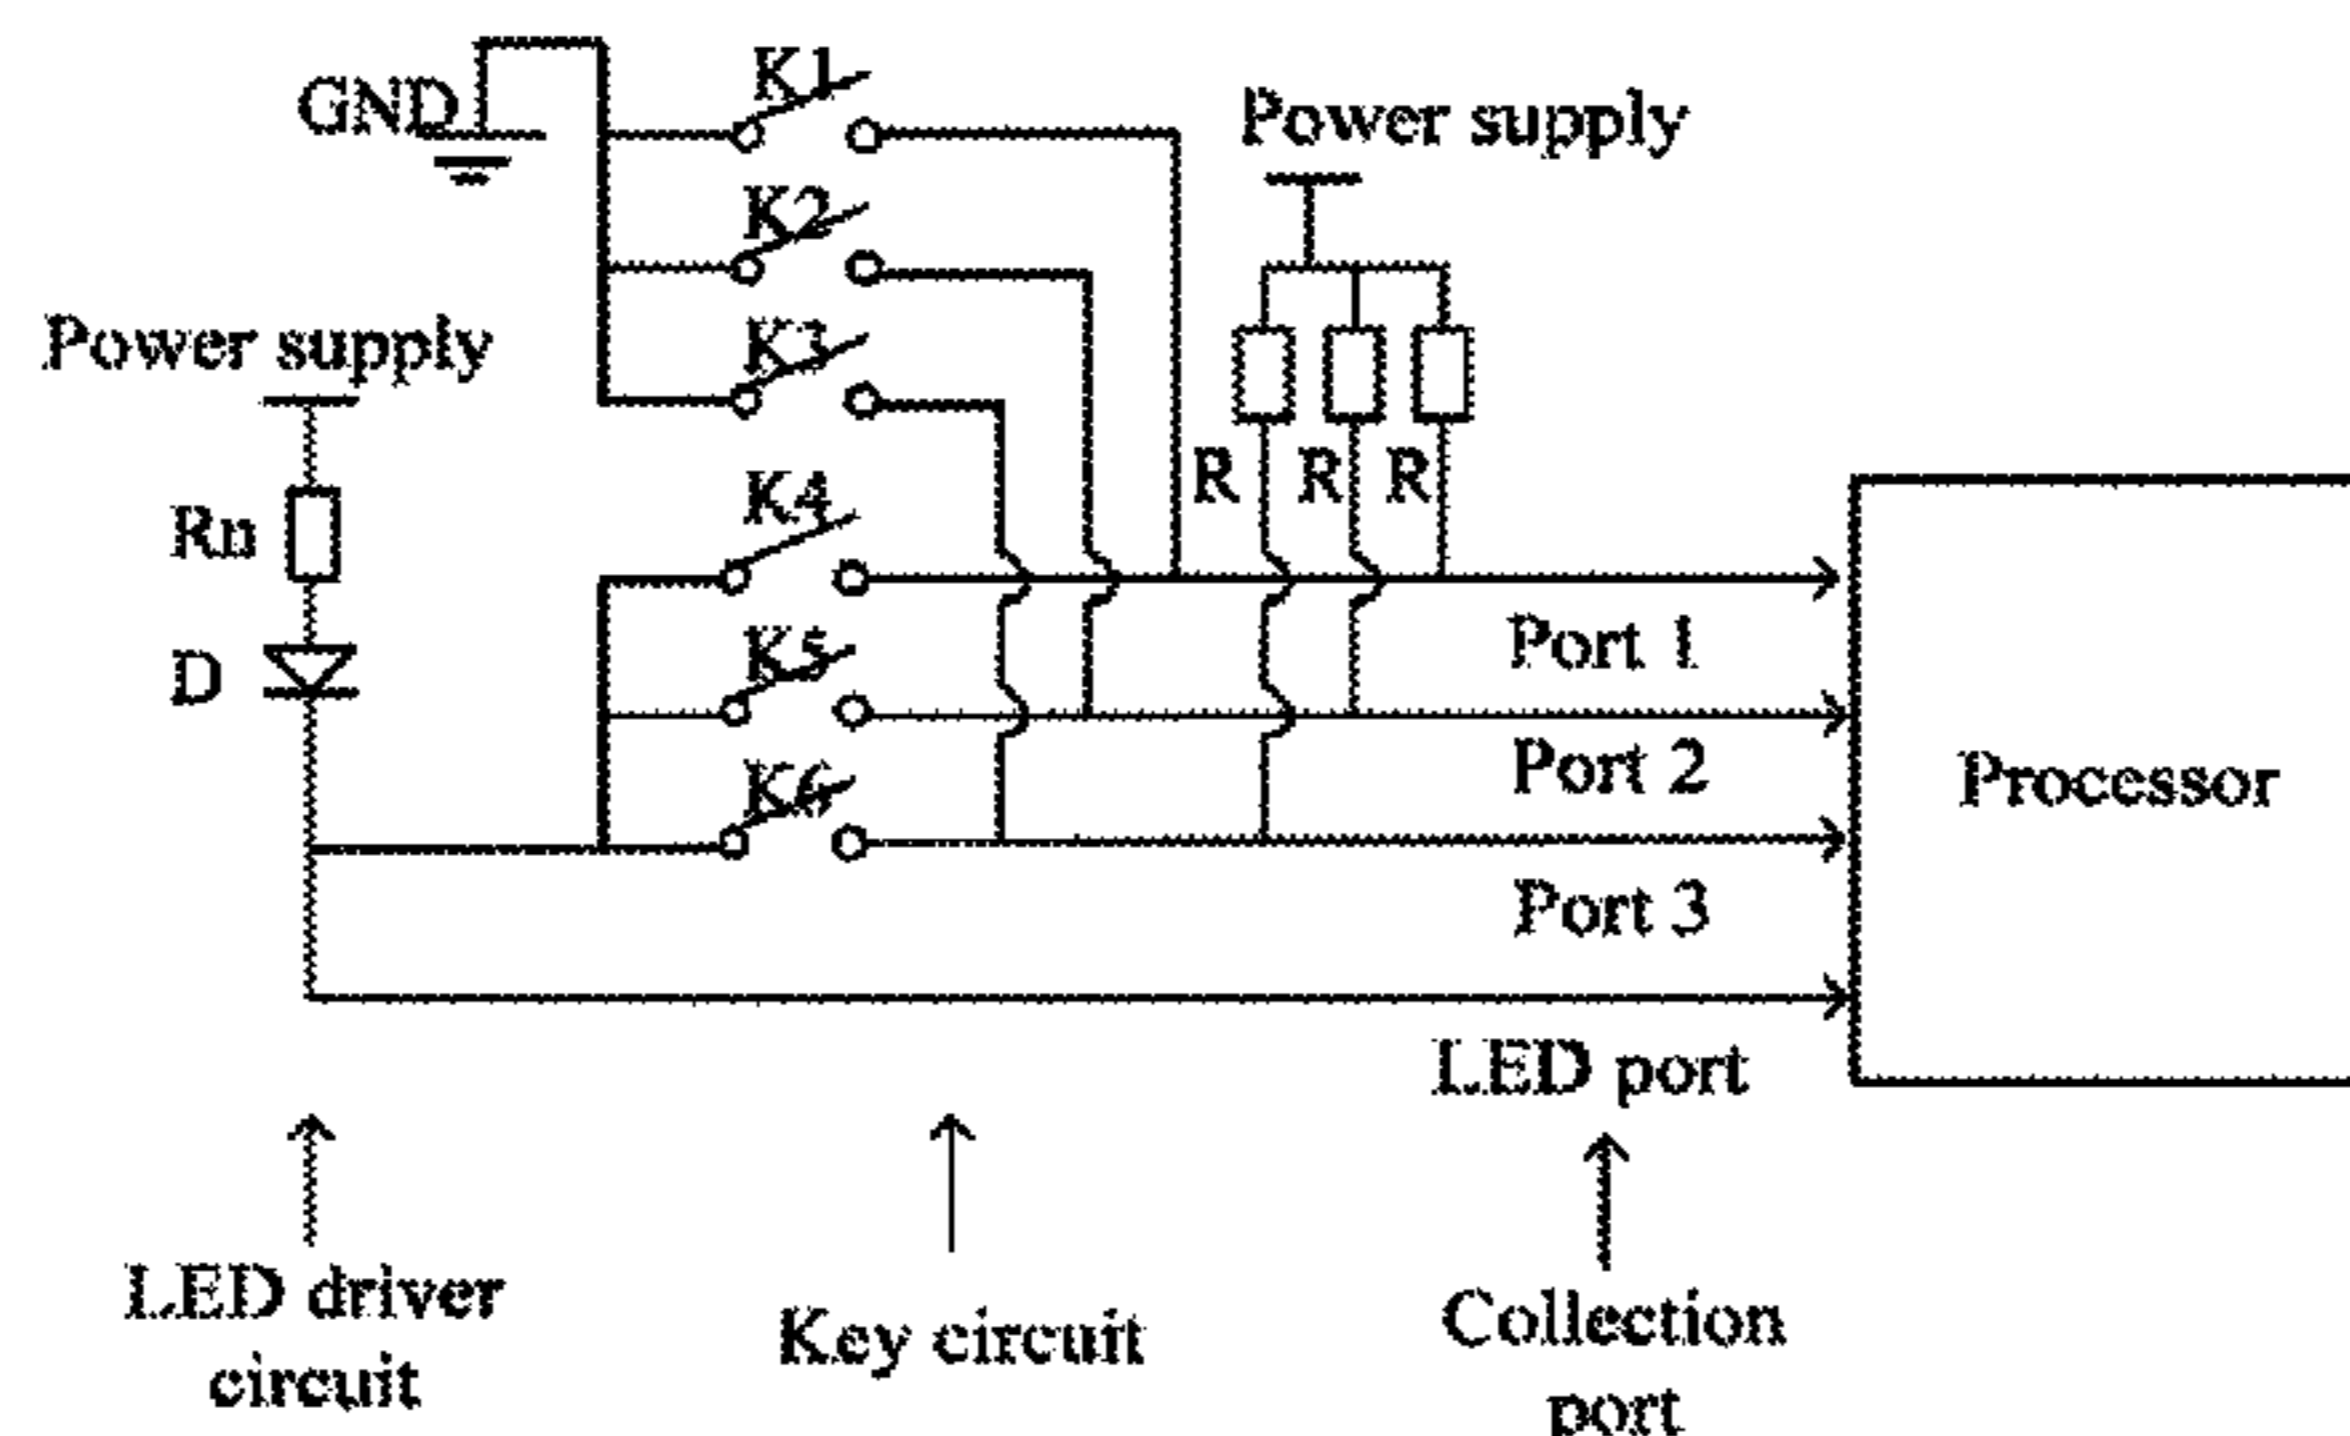 GND
K1
Power supply
K2
K3
Power supply
R
R
R
K4
Rn
D
K5
Port 1
K6
Port 2
Processor
Port 3
LED port
LED driver
circuit
Key circuit
Collection
port